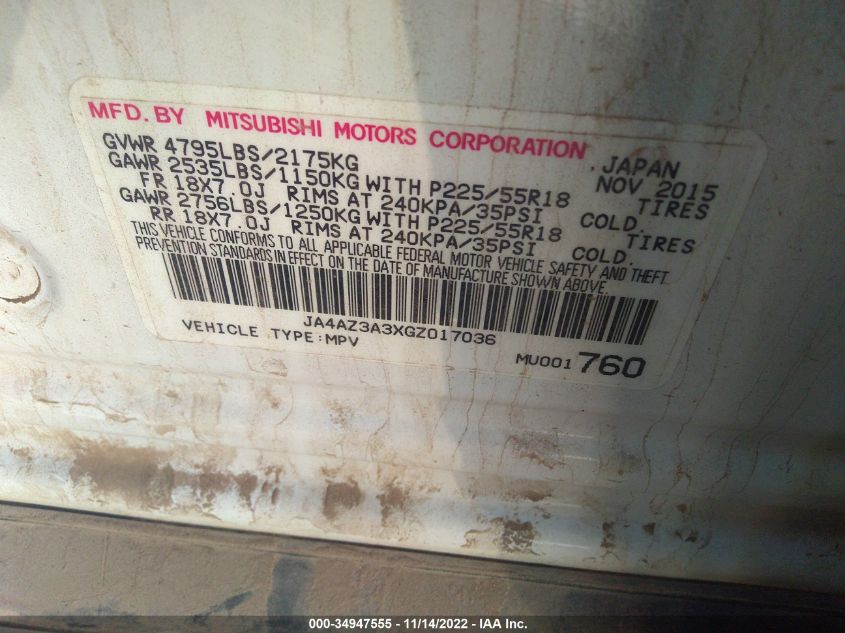 MFD. BY MITSUBISHI MOTORS CORPORATION, JAPAN
GVWR 4795LBS/2175KG NOV 2015
GAWR 2535LBS/1150KG WITH P225/55R18 TIRES
FR 18X7.0J RIMS AT 240KPA/35PSI COLD.
GAWR 2756LBS/1250KG WITH P225/55R18 TIRES
RR 18X7.0J RIMS AT 240KPA/35PSI COLD.
THIS VEHICLE CONFORMS TO ALL APPLICABLE FEDERAL MOTOR VEHICLE SAFETY AND THEFT
PREVENTION STANDARDS IN EFFECT ON THE DATE OF MANUFACTURE SHOWN ABOVE.
JA4AZ3A3XGZ017036
VEHICLE TYPE:MPV MU001760
000-34947555 - 11/14/2022 - IAA Inc.